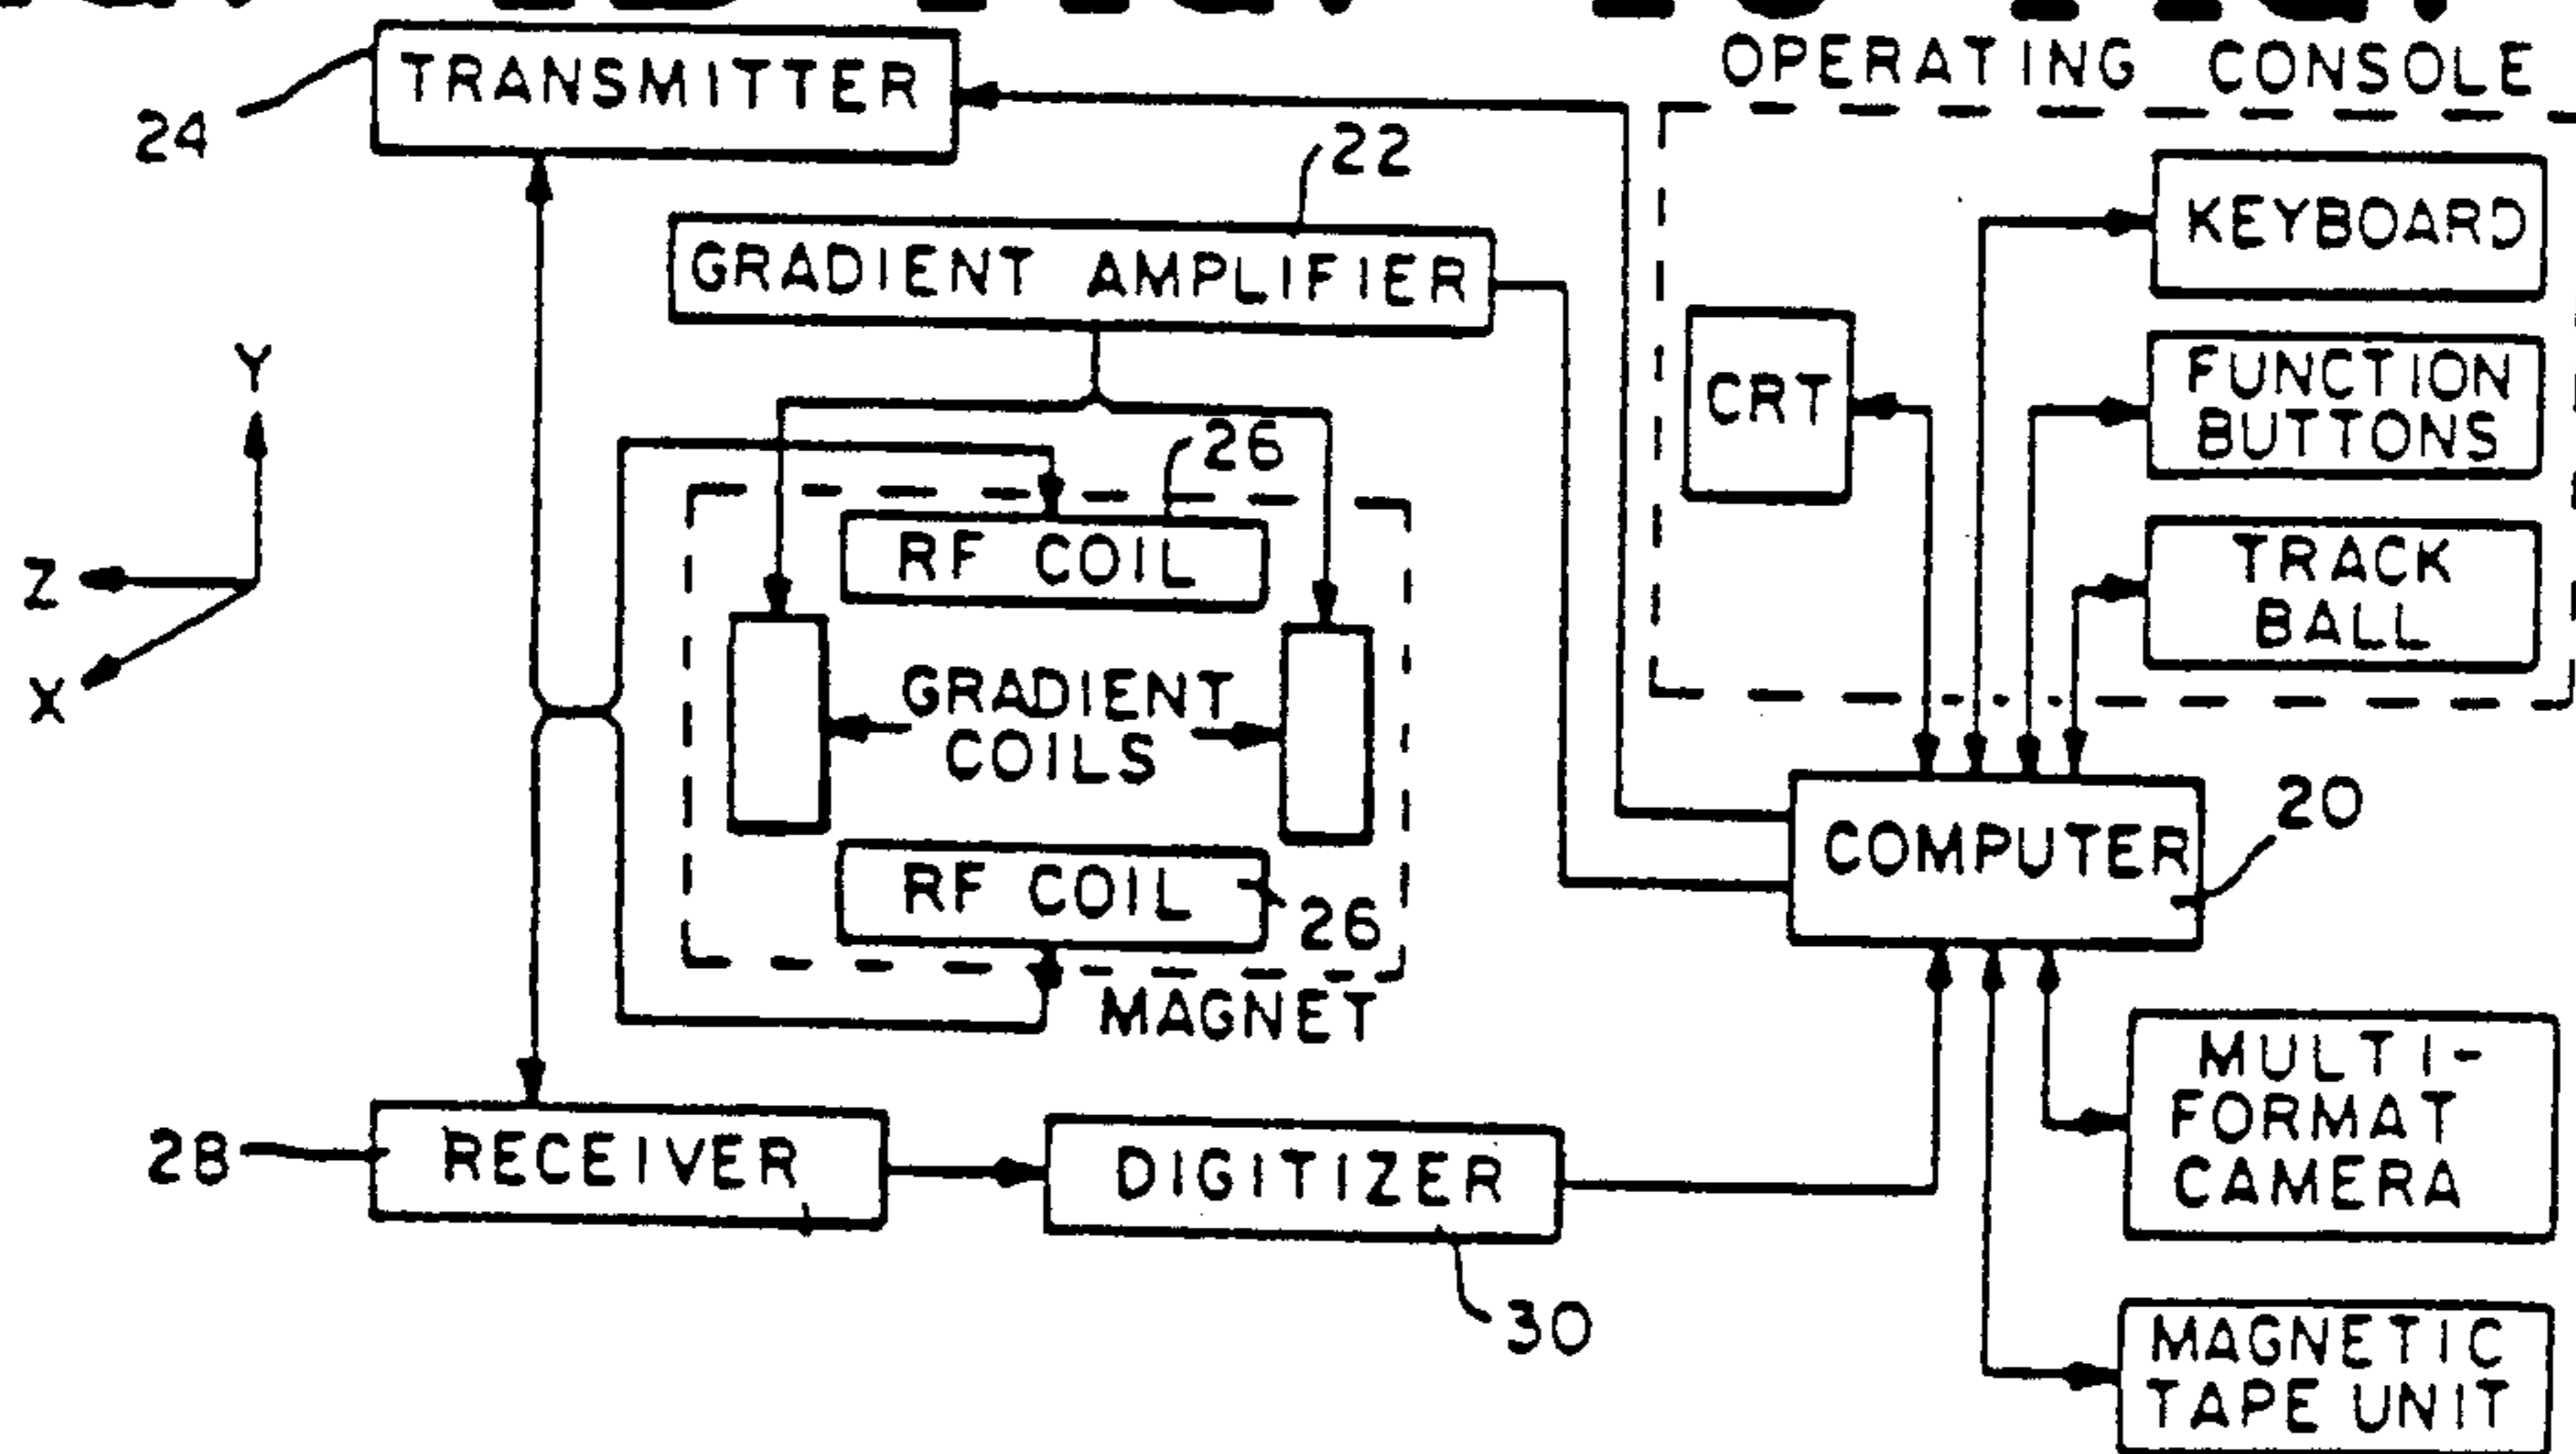 OPERATING CONSOLE
TRANSMITTER
24
22
GRADIENT AMPLIFIER
KEYBOARD
CRT
FUNCTION
BUTTONS
TRACK
BALL
Y
Z
X
26
RF COIL
GRADIENT
COILS
RF COIL
26
MAGNET
COMPUTER
20
28
RECEIVER
DIGITIZER
30
MULTI-
FORMAT
CAMERA
MAGNETIC
TAPE UNIT